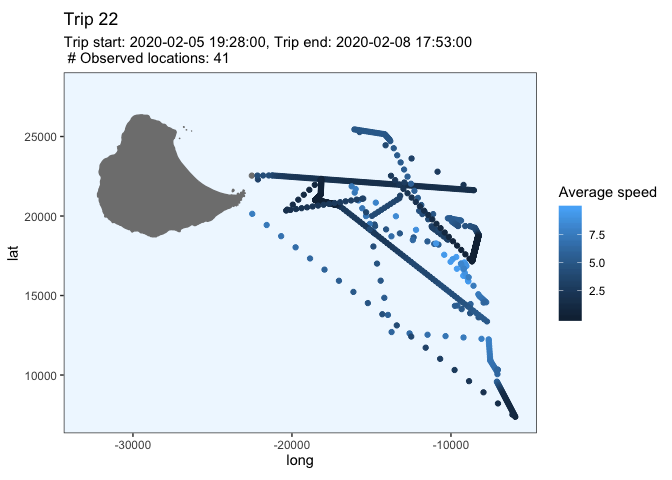 Trip 22
Trip start: 2020-02-05 19:28:00, Trip end: 2020-02-08 17:53:00
# Observed locations: 41
25000
20000
15000
10000
lat
-30000
-20000
-10000
long
Average speed
7.5
5.0
2.5